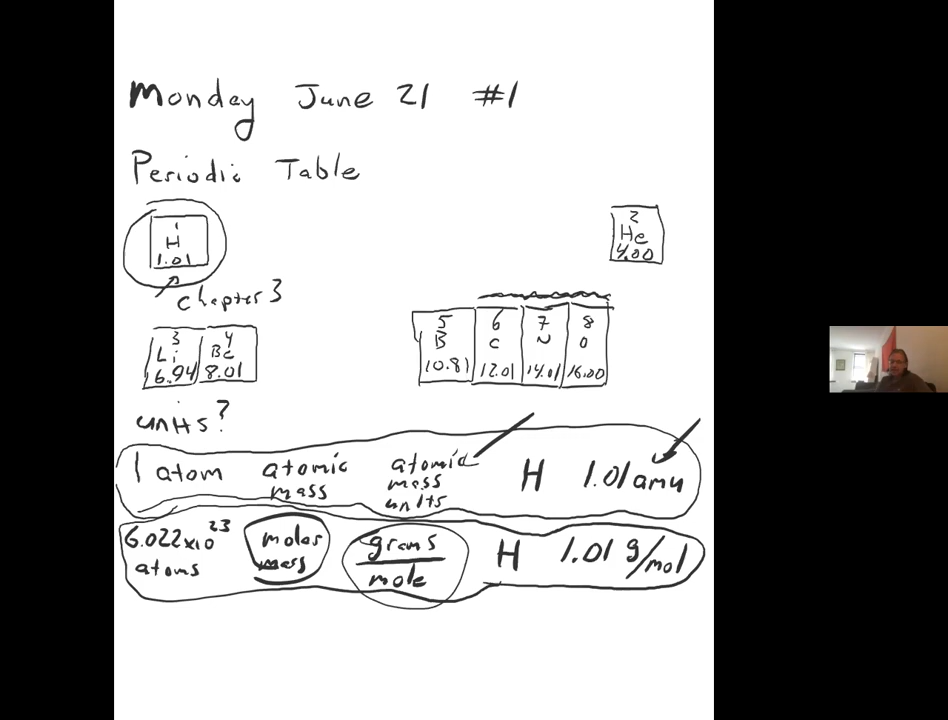 Monday June 21 #1
Periodic Table
1
H
1.01
2
He
4.00
chapter 3
3
Li
6.94
4
Be
8.01
5
B
10.81
6
C
12.01
7
N
14.01
8
O
16.00
units?
1 atom atomic mass atomic mass units H 1.01 amu
6.022x10^23 atoms molar mass grams/mole H 1.01 g/mol